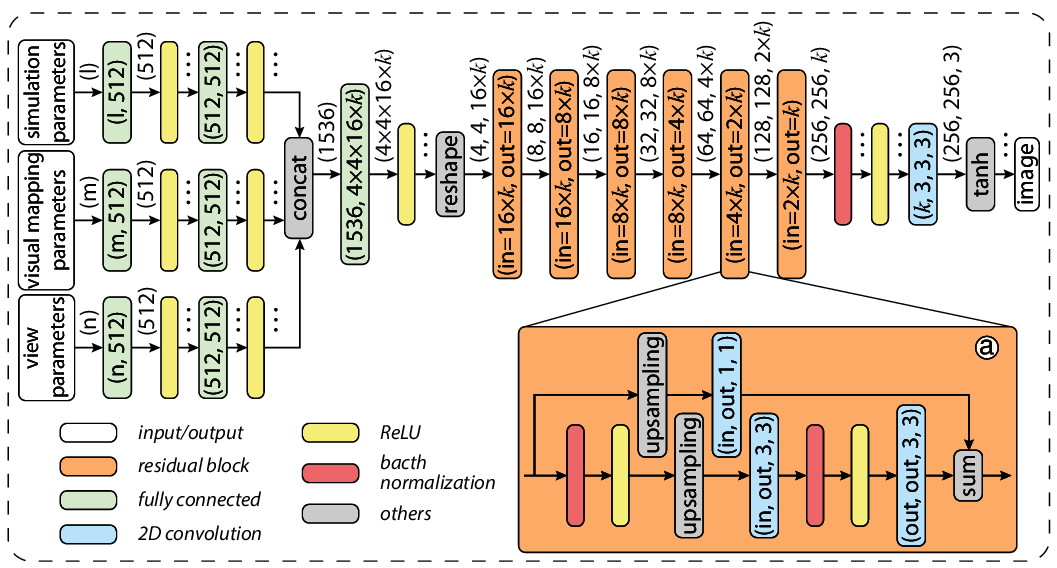 simulation
parameters
(l)
(l, 512)
(512)
(512, 512)
visual mapping
parameters
(m)
(m, 512)
(512)
(512, 512)
view
parameters
(n)
(n, 512)
(512)
(512, 512)
concat
(1536)
(1536, 4×4×16×k)
(4×4×16×k)
reshape
(4, 4, 16×k)
(in=16×k, out=16×k)
(8, 8, 16×k)
(in=16×k, out=8×k)
(16, 16, 8×k)
(in=8×k, out=8×k)
(32, 32, 8×k)
(in=8×k, out=4×k)
(64, 64, 4×k)
(in=4×k, out=2×k)
(128, 128, 2×k)
(in=2×k, out=k)
(256, 256, k)
(k, 3, 3, 3)
(256, 256, 3)
tanh
image
a
upsampling
(in, out, 1, 1)
upsampling
(in, out, 3, 3)
(out, out, 3, 3)
sum
input/output
residual block
fully connected
2D convolution
ReLU
bacth
normalization
others